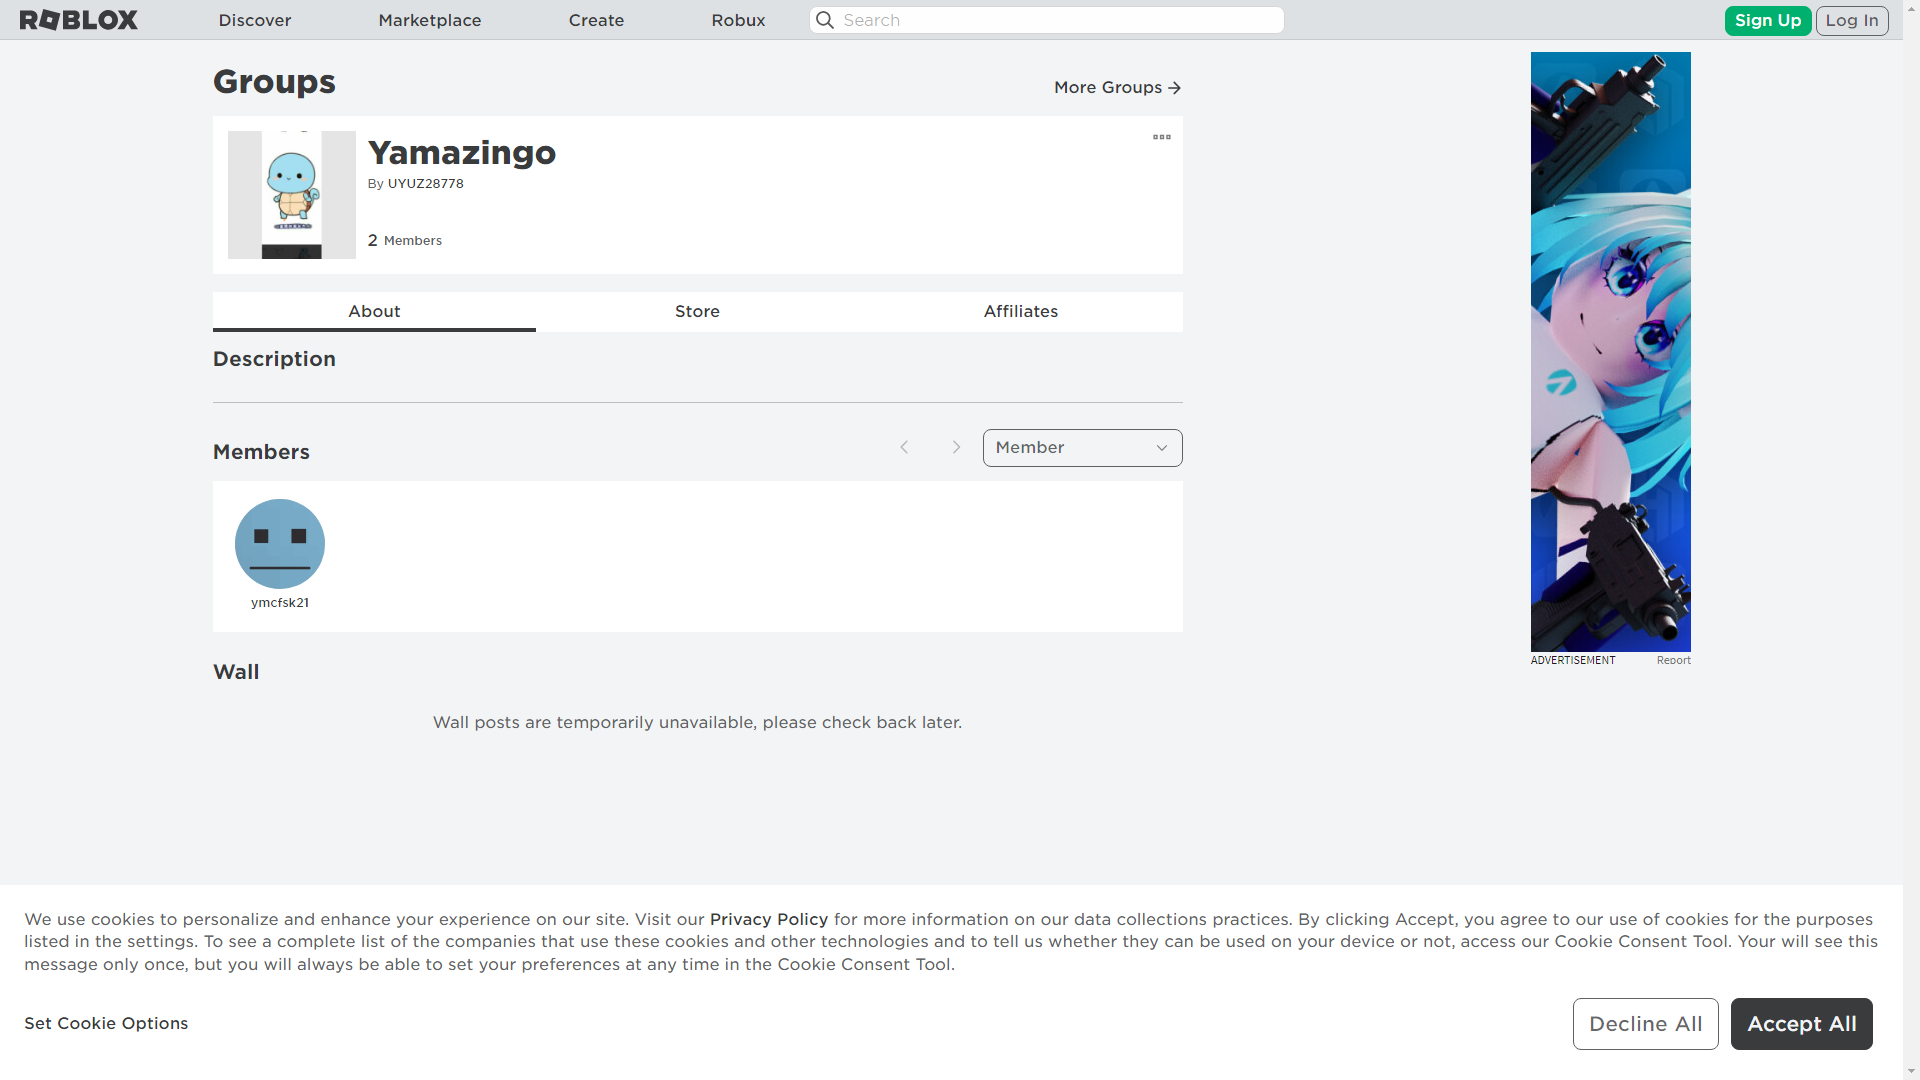 ROBLOX
Discover
Marketplace
Create
Robux
Search
Sign Up
Log In
Groups
More Groups
Yamazingo
By UYUZ28778
2 Members
About
Store
Affiliates
Description
Members
Member
ymcfsk21
Wall
Wall posts are temporarily unavailable, please check back later.
ADVERTISEMENT
Report
We use cookies to personalize and enhance your experience on our site. Visit our Privacy Policy for more information on our data collections practices. By clicking Accept, you agree to our use of cookies for the purposes
listed in the settings. To see a complete list of the companies that use these cookies and other technologies and to tell us whether they can be used on your device or not, access our Cookie Consent Tool. Your will see this
message only once, but you will always be able to set your preferences at any time in the Cookie Consent Tool.
Set Cookie Options
Decline All
Accept All